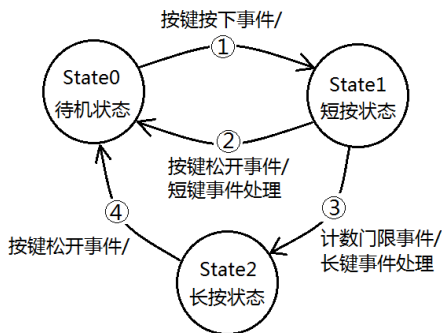 按键按下事件/
①
State0
待机状态
State1
短按状态
②
按键松开事件/
短键事件处理
③
计数门限事件/
长键事件处理
④
按键松开事件/
State2
长按状态